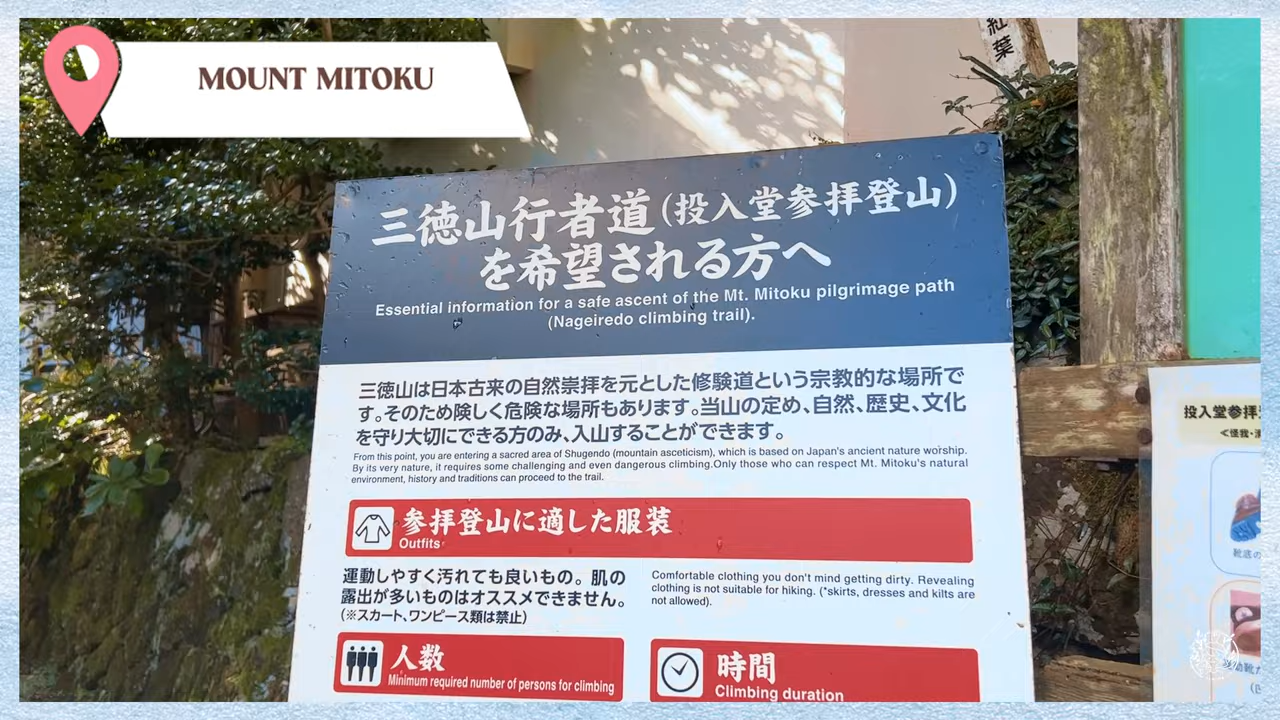 MOUNT MITOKU
紅葉
三徳山行者道(投入堂参拝登山)
を希望される方へ
Essential information for a safe ascent of the Mt. Mitoku pilgrimage path
(Nageiredo climbing trail).
三徳山は日本古来の自然崇拝を元とした修験道という宗教的な場所で
す。そのため険しく危険な場所もあります。当山の定め、自然、歴史、文化
を守り大切にできる方のみ、入山することができます。
From this point, you are entering a sacred area of Shugendo (mountain asceticism), which is based on Japan's ancient nature worship.
By its very nature, it requires some challenging and even dangerous climbing.Only those who can respect Mt. Mitoku's natural
environment, history and traditions can proceed to the trail.
参拝登山に適した服装
Outfits
運動しやすく汚れても良いもの。肌の
露出が多いものはオススメできません。
(※スカート、ワンピース類は禁止)
Comfortable clothing you don't mind getting dirty. Revealing
clothing is not suitable for hiking. (*skirts, dresses and kilts are
not allowed).
人数
Minimum required number of persons for climbing
時間
Climbing duration
投入堂参拝
靴底の